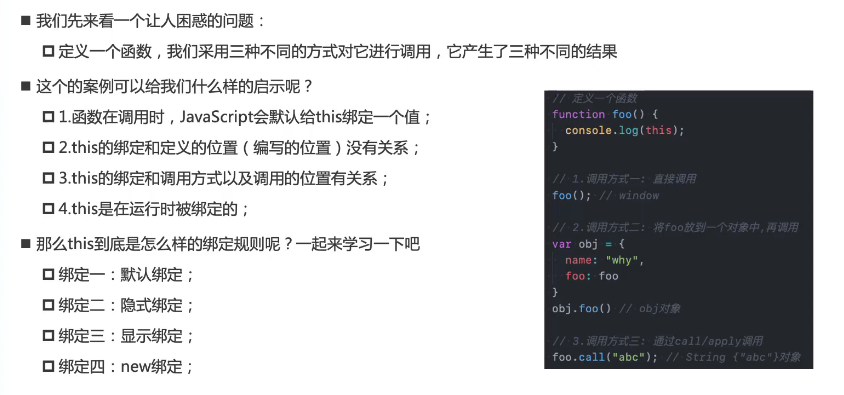 ■ 我们先来看一个让人困惑的问题：
定义一个函数，我们采用三种不同的方式对它进行调用，它产生了三种不同的结果
■ 这个的案例可以给我们什么样的启示呢？
1.函数在调用时，JavaScript会默认给this绑定一个值；
2.this的绑定和定义的位置（编写的位置）没有关系；
3.this的绑定和调用方式以及调用的位置有关系；
4.this是在运行时被绑定的；
■ 那么this到底是怎么样的绑定规则呢？一起来学习一下吧
绑定一：默认绑定；
绑定二：隐式绑定；
绑定三：显示绑定；
绑定四：new绑定；
// 定义一个函数
function foo() {
  console.log(this);
}
// 1.调用方式一: 直接调用
foo(); // window
// 2.调用方式二: 将foo放到一个对象中,再调用
var obj = {
  name: "why",
  foo: foo
}
obj.foo() // obj对象
// 3.调用方式三: 通过call/apply调用
foo.call("abc"); // String {"abc"}对象